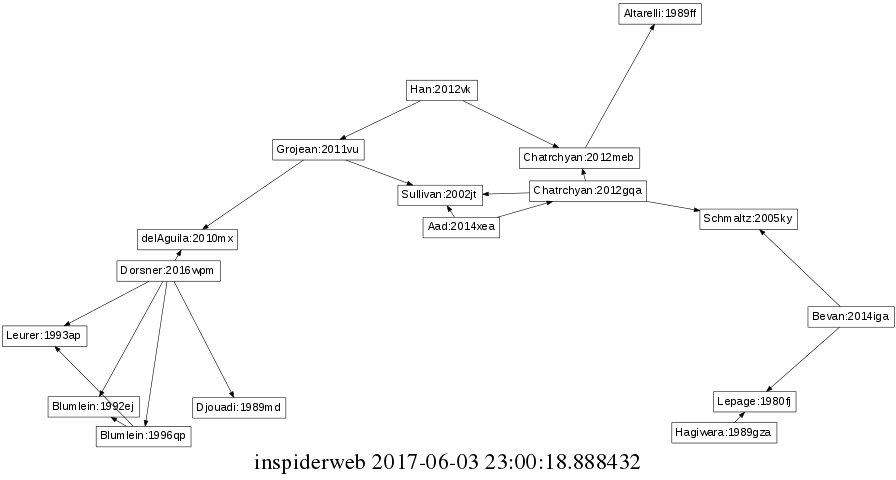 Altarelli:1989ff
Han:2012vk
Grojean:2011vu
Chatrchyan:2012meb
Chatrchyan:2012gqa
Sullivan:2002jt
Schmaltz:2005ky
Aad:2014xea
delAguila:2010mx
Dorsner:2016wpm
Bevan:2014iga
Leurer:1993ap
Lepage:1980fj
Blumlein:1992ej
Djouadi:1989md
Hagiwara:1989gza
Blumlein:1996qp
inspiderweb 2017-06-03 23:00:18.888432